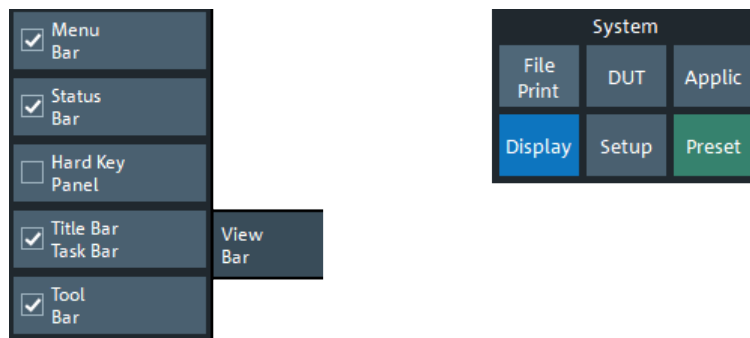 Menu
Bar
Status
Bar
Hard Key
Panel
Title Bar
Task Bar
Tool
Bar
View
Bar
System
File
Print
DUT
Applic
Display
Setup
Preset